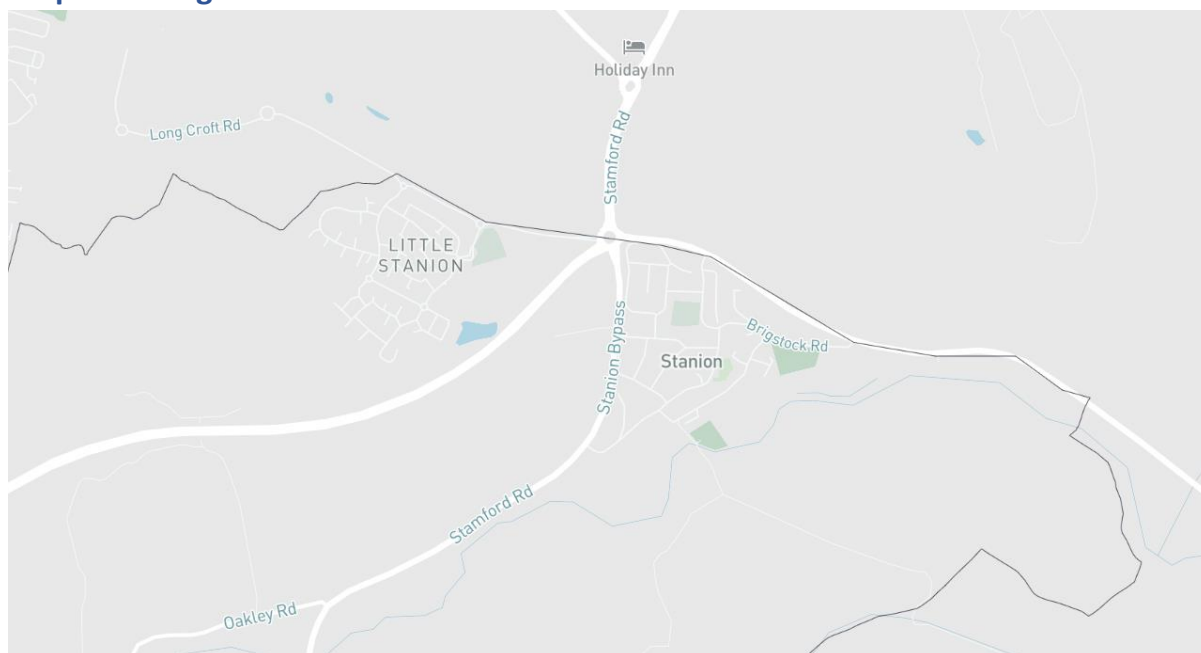 Holiday Inn
Long Croft Rd
Stamford Rd
LITTLE
STANION
Stanion Bypass
Brigstock Rd
Stanion
Stamford Rd
Oakley Rd